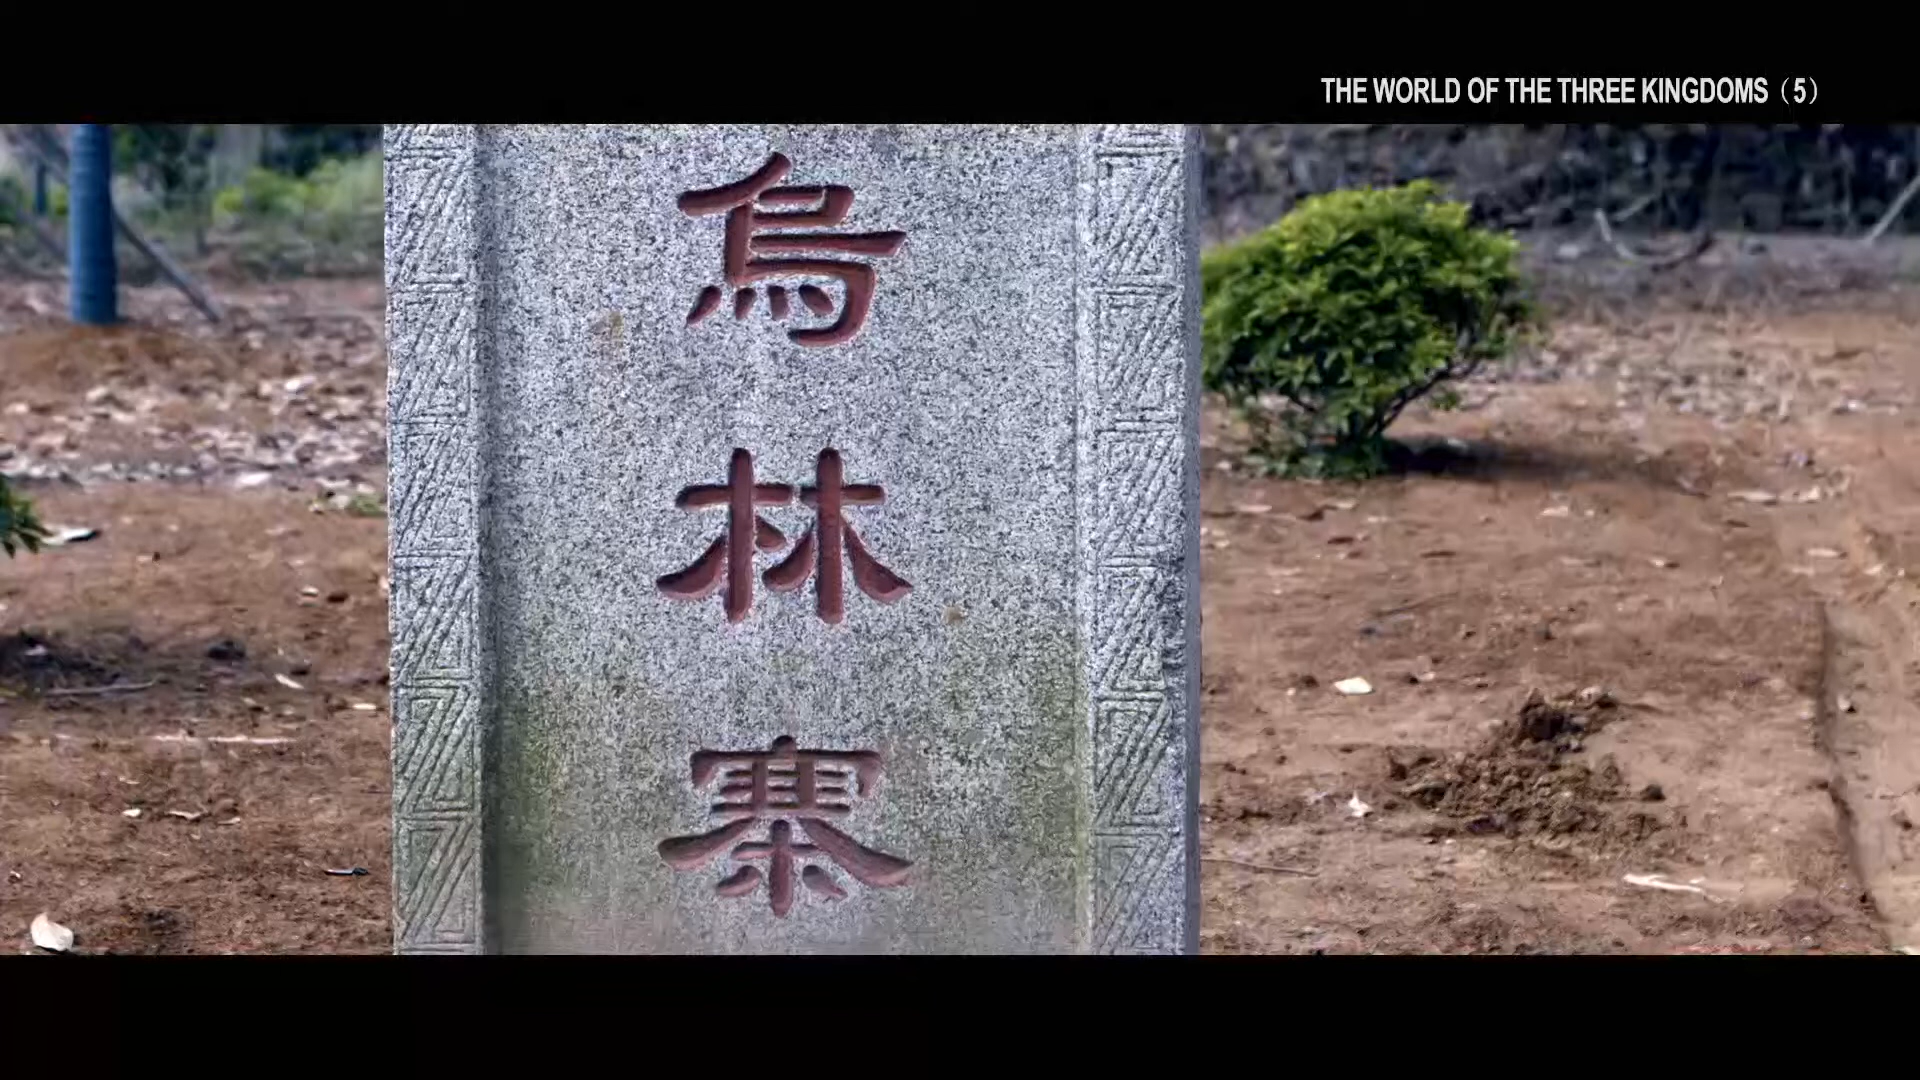 THE WORLD OF THE THREE KINGDOMS（5）
烏林寨